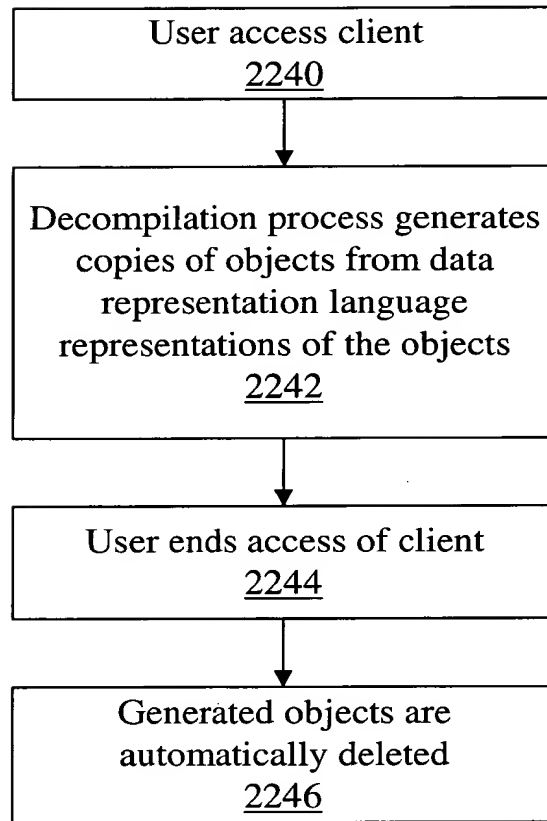 User access client
2240
Decompilation process generates
copies of objects from data
representation language
representations of the objects
2242
User ends access of client
2244
Generated objects are
automatically deleted
2246